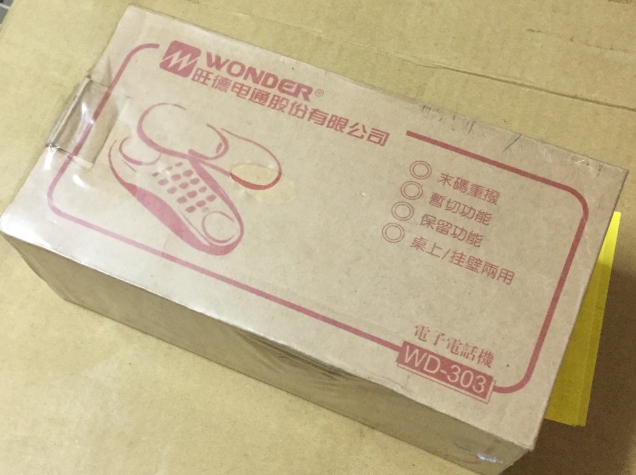 WONDER®
旺德电通股份有限公司
◎ 末碼重撥
◎ 暫切功能
◎ 保留功能
◎ 桌上/挂壁兩用
電子電話機
WD-303